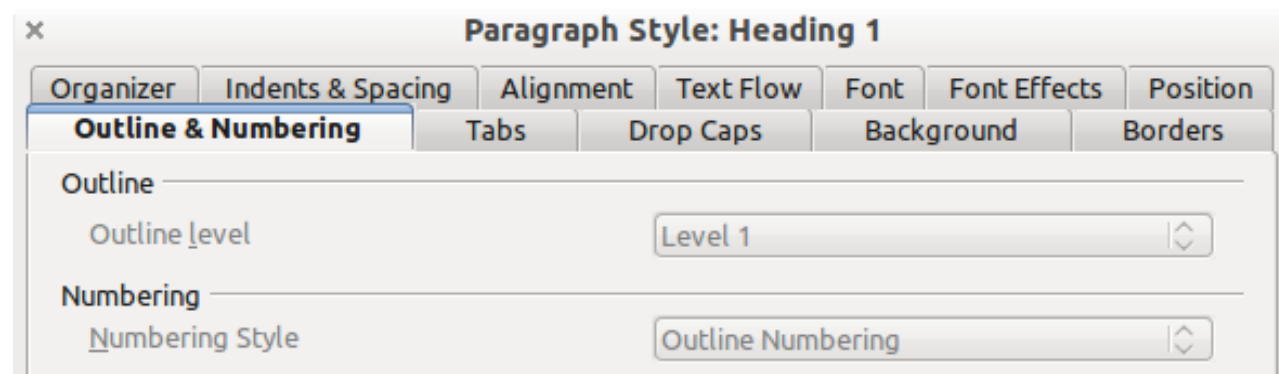 Paragraph Style: Heading 1
Organizer Indents & Spacing Alignment Text Flow Font Font Effects Position
Outline & Numbering Tabs Drop Caps Background Borders
Outline
Outline level Level 1
Numbering
Numbering Style Outline Numbering